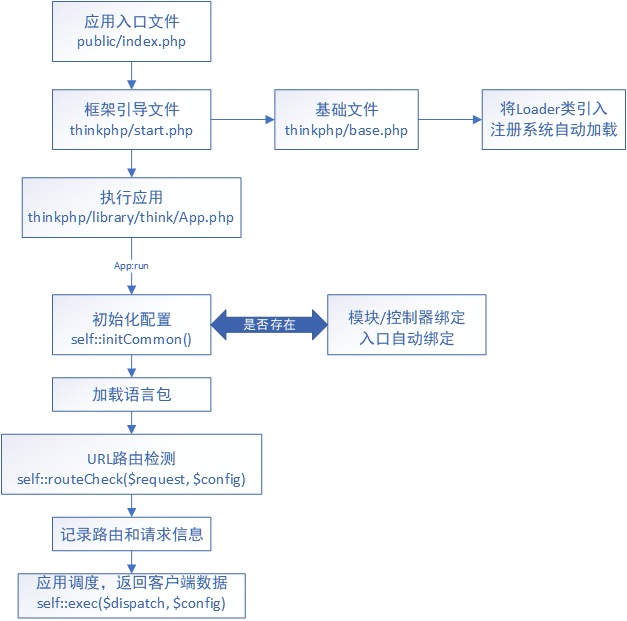 应用入口文件
public/index.php
框架引导文件
thinkphp/start.php
基础文件
thinkphp/base.php
将Loader类引入
注册系统自动加载
执行应用
thinkphp/library/think/App.php
App:run
初始化配置
self::initCommon()
是否存在
模块/控制器绑定
入口自动绑定
加载语言包
URL路由检测
self::routeCheck($request, $config)
记录路由和请求信息
应用调度，返回客户端数据
self::exec($dispatch, $config)